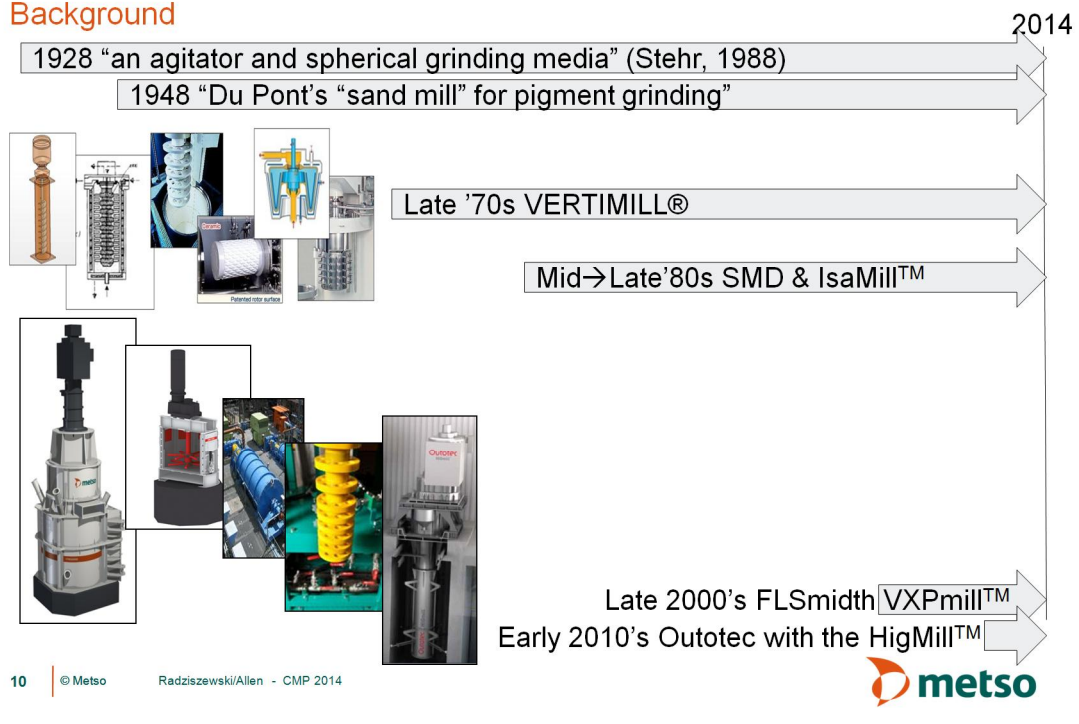 Background
2014
1928 “an agitator and spherical grinding media” (Stehr, 1988)
1948 “Du Pont’s “sand mill” for pigment grinding”
Late ’70s VERTIMILL®
Ceramic
Patented rotor surface
Mid→Late’80s SMD & IsaMill™
metso
Outotec
Outotec
Late 2000’s FLSmidth VXPmill™
Early 2010’s Outotec with the HigMill™
10
© Metso
Radziszewski/Allen - CMP 2014
metso